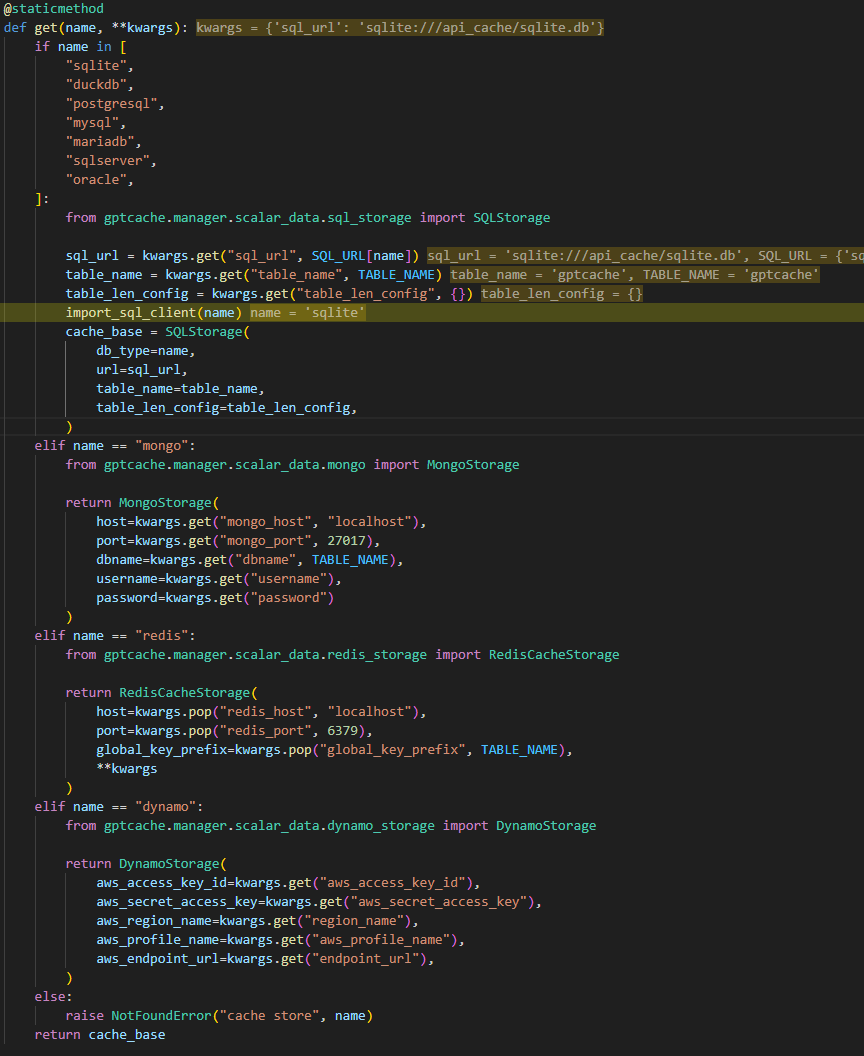 @staticmethod
def get(name, **kwargs): kwargs = {'sql_url': 'sqlite:///api_cache/sqlite.db'}
    if name in [
        "sqlite",
        "duckdb",
        "postgresql",
        "mysql",
        "mariadb",
        "sqlserver",
        "oracle",
    ]:
        from gptcache.manager.scalar_data.sql_storage import SQLStorage

        sql_url = kwargs.get("sql_url", SQL_URL[name]) sql_url = 'sqlite:///api_cache/sqlite.db', SQL_URL = {'sq
        table_name = kwargs.get("table_name", TABLE_NAME) table_name = 'gptcache', TABLE_NAME = 'gptcache'
        table_len_config = kwargs.get("table_len_config", {}) table_len_config = {}
        import_sql_client(name) name = 'sqlite'
        cache_base = SQLStorage(
            db_type=name,
            url=sql_url,
            table_name=table_name,
            table_len_config=table_len_config,
        )
    elif name == "mongo":
        from gptcache.manager.scalar_data.mongo import MongoStorage

        return MongoStorage(
            host=kwargs.get("mongo_host", "localhost"),
            port=kwargs.get("mongo_port", 27017),
            dbname=kwargs.get("dbname", TABLE_NAME),
            username=kwargs.get("username"),
            password=kwargs.get("password")
        )
    elif name == "redis":
        from gptcache.manager.scalar_data.redis_storage import RedisCacheStorage

        return RedisCacheStorage(
            host=kwargs.pop("redis_host", "localhost"),
            port=kwargs.pop("redis_port", 6379),
            global_key_prefix=kwargs.pop("global_key_prefix", TABLE_NAME),
            **kwargs
        )
    elif name == "dynamo":
        from gptcache.manager.scalar_data.dynamo_storage import DynamoStorage

        return DynamoStorage(
            aws_access_key_id=kwargs.get("aws_access_key_id"),
            aws_secret_access_key=kwargs.get("aws_secret_access_key"),
            aws_region_name=kwargs.get("region_name"),
            aws_profile_name=kwargs.get("aws_profile_name"),
            aws_endpoint_url=kwargs.get("endpoint_url"),
        )
    else:
        raise NotFoundError("cache store", name)
    return cache_base